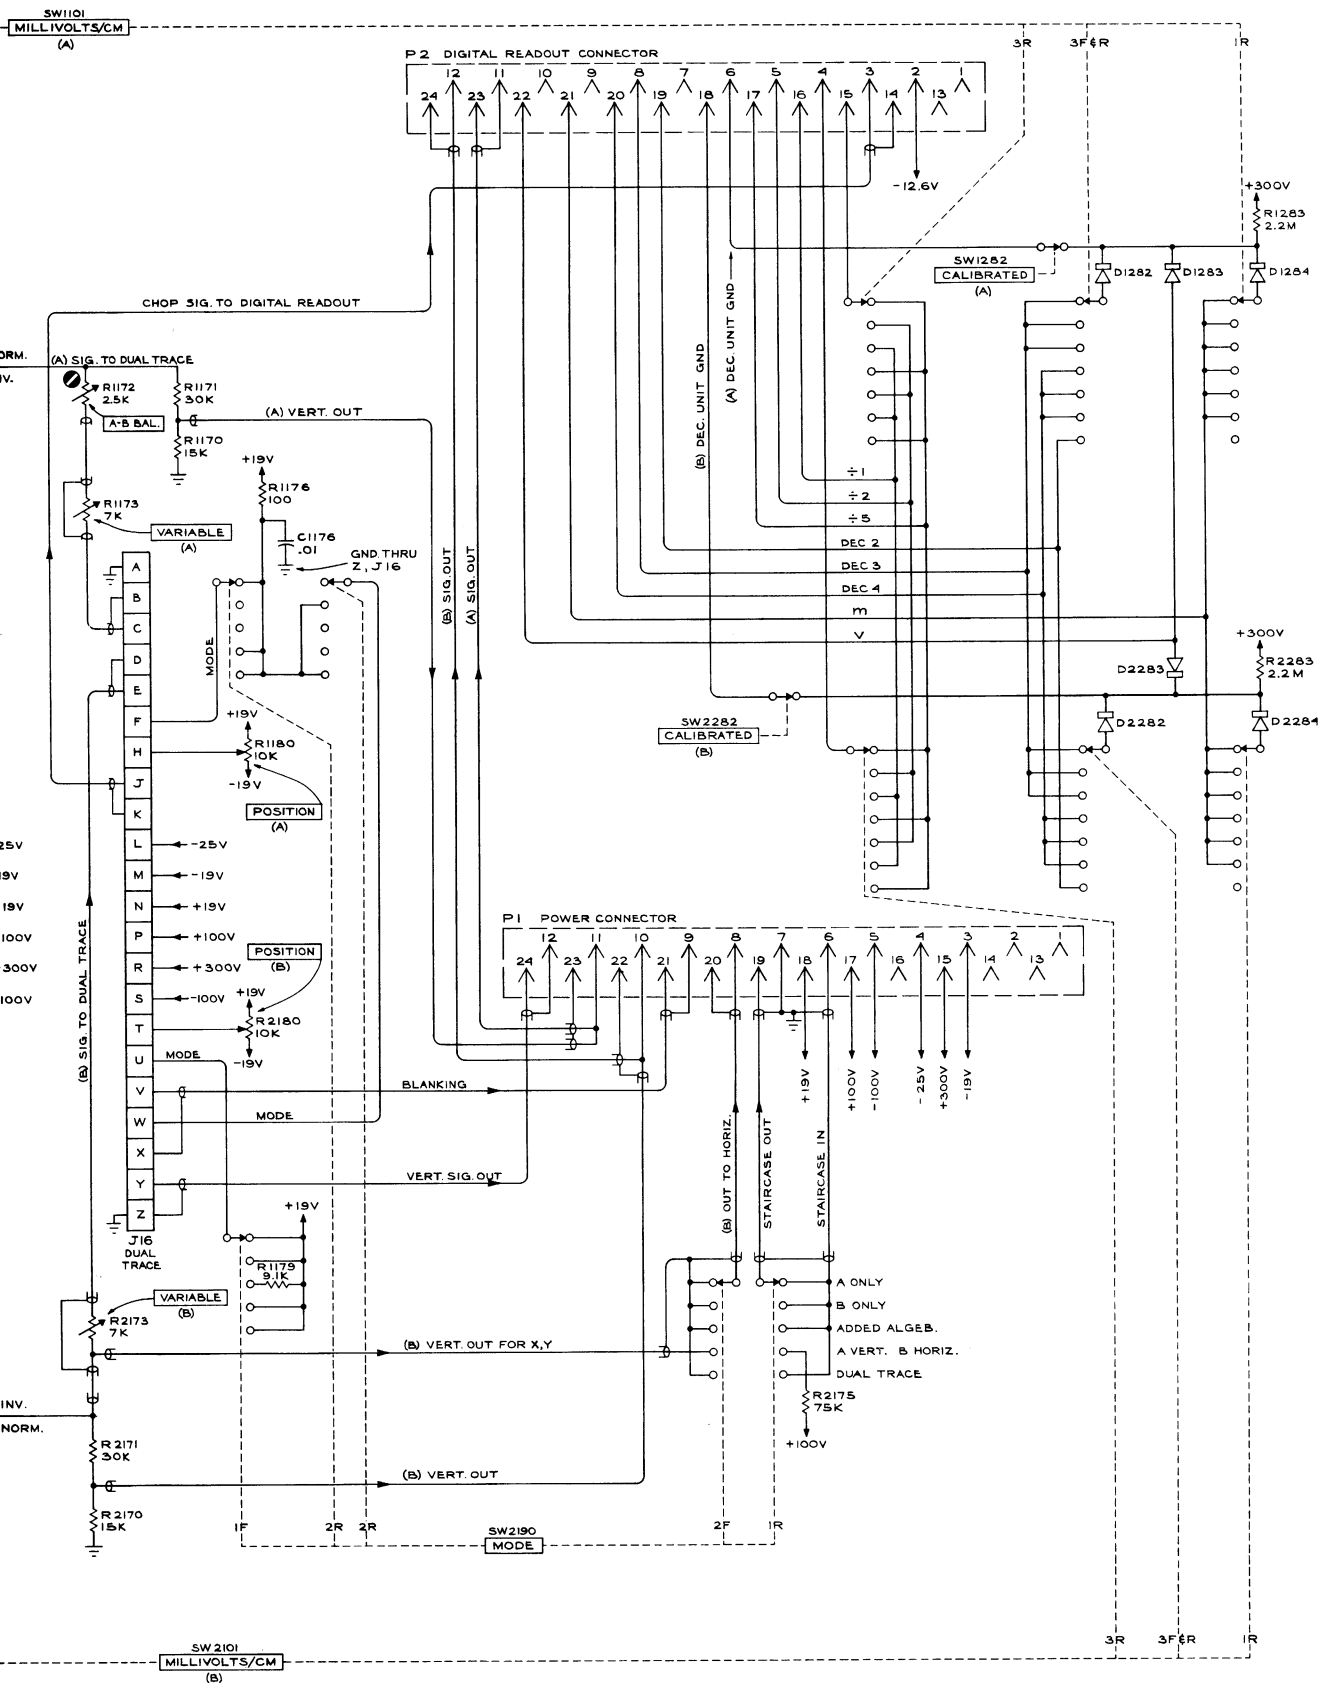 SW1101
MILLIVOLTS/CM
(A)
3R
3F&R
1R
P2 DIGITAL READOUT CONNECTOR
12 11 10 9 8 7 6 5 4 3 2 1
24 23 22 21 20 19 18 17 16 15 14 13
-12.6V
+300V
R1283
2.2M
SW1282
CALIBRATED
(A)
D1282
D1283
D1284
CHOP SIG. TO DIGITAL READOUT
ORM.
V.
(A) SIG. TO DUAL TRACE
R1172
25K
A-B BAL.
R1171
30K
(A) VERT. OUT
R1170
15K
(B) DEC. UNIT GND
(A) DEC. UNIT GND
+19V
R1176
100
R1173
7K
VARIABLE
(A)
C1176
.01
GND. THRU
Z, J16
÷1
÷2
÷5
DEC 2
DEC 3
DEC 4
m
V
(B) SIG. OUT
(A) SIG. OUT
A
B
C
D
E
F
H
J
K
L
M
N
P
R
S
T
U
V
W
X
Y
Z
J16
DUAL
TRACE
MODE
+19V
R1180
10K
-19V
POSITION
(A)
+300V
R2283
2.2M
D2283
SW2282
CALIBRATED
(B)
D2282
D2284
25V
19V
19V
100V
300V
100V
-25V
-19V
+19V
+100V
+300V
-100V
POSITION
(B)
+19V
R2180
10K
-19V
(B) SIG. TO DUAL TRACE
MODE
BLANKING
MODE
VERT. SIG. OUT
P1 POWER CONNECTOR
12 11 10 9 8 7 6 5 4 3 2 1
24 23 22 21 20 19 18 17 16 15 14 13
+19V
+100V
-100V
-25V
+300V
-19V
(B) OUT TO HORIZ.
STAIRCASE OUT
STAIRCASE IN
+19V
R1179
9.1K
VARIABLE
(B)
R2173
7K
A ONLY
B ONLY
ADDED ALGEB.
A VERT. B HORIZ.
DUAL TRACE
(B) VERT. OUT FOR X,Y
R2175
75K
+100V
INV.
NORM.
R2171
30K
(B) VERT. OUT
R2170
15K
1F
2R
2R
SW2190
MODE
2F
1R
SW2101
MILLIVOLTS/CM
(B)
3R
3F&R
1R